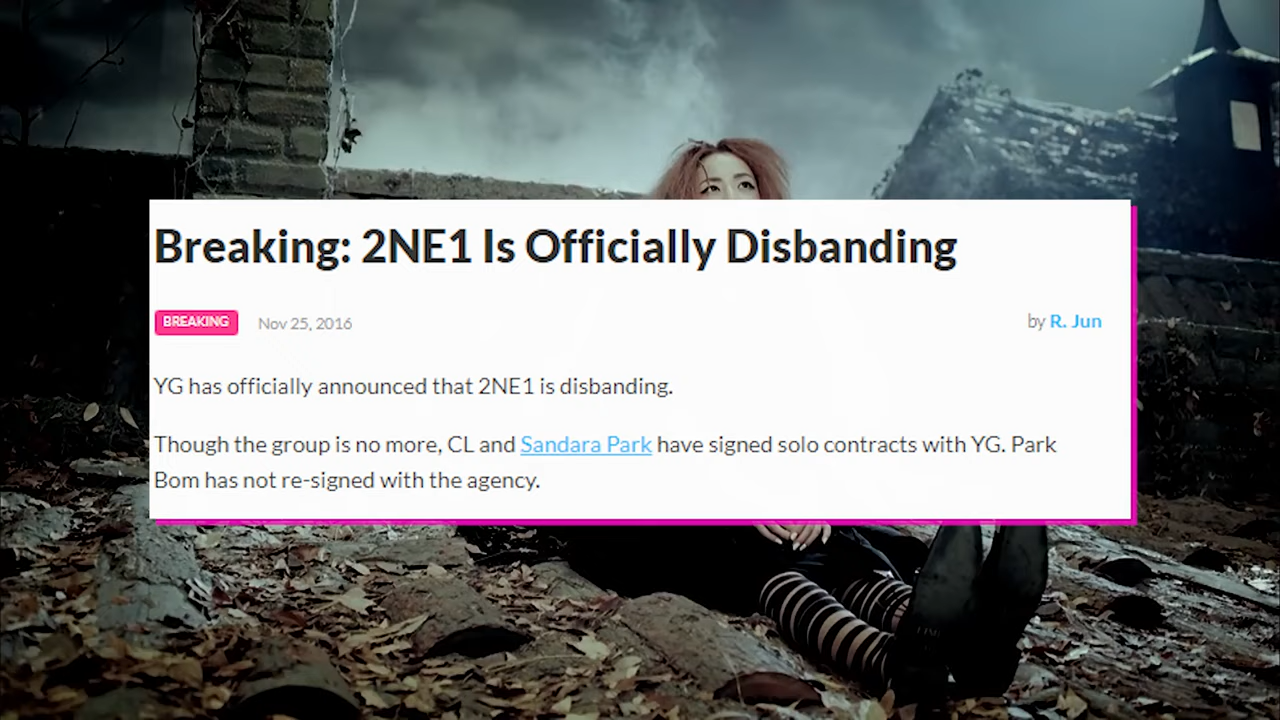 Breaking: 2NE1 Is Officially Disbanding
BREAKING Nov 25, 2016 by R. Jun
YG has officially announced that 2NE1 is disbanding.
Though the group is no more, CL and Sandara Park have signed solo contracts with YG. Park
Bom has not re-signed with the agency.